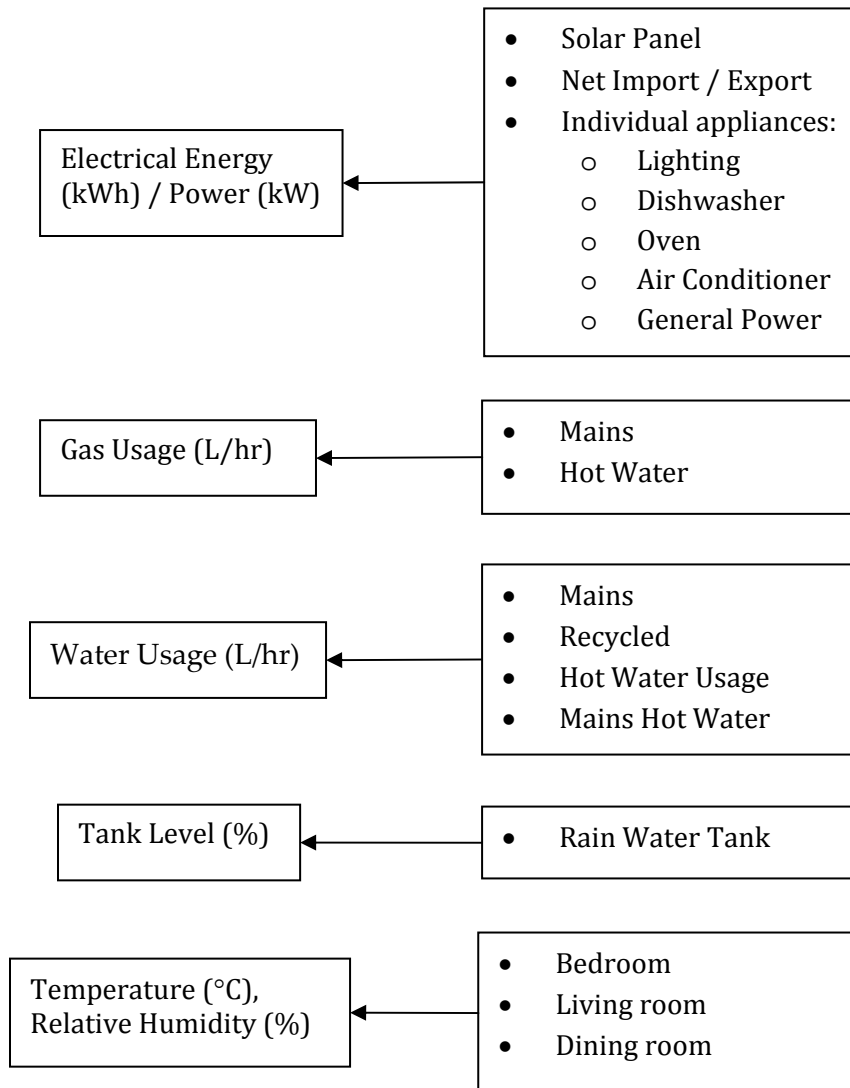 Electrical Energy
(kWh) / Power (kW)
• Solar Panel
• Net Import / Export
• Individual appliances:
o Lighting
o Dishwasher
o Oven
o Air Conditioner
o General Power
Gas Usage (L/hr)
• Mains
• Hot Water
Water Usage (L/hr)
• Mains
• Recycled
• Hot Water Usage
• Mains Hot Water
Tank Level (%)
• Rain Water Tank
Temperature (°C),
Relative Humidity (%)
• Bedroom
• Living room
• Dining room